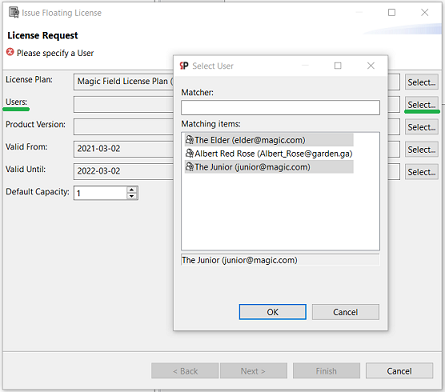 Issue Floating License
License Request
Please specify a User
License Plan:
Magic Field License Plan (
Select...
Users:
Select...
Product Version:
Select...
Valid From:
2021-03-02
Select...
Valid Until:
2022-03-02
Select...
Default Capacity:
1
< Back
Next >
Finish
Cancel
Select User
Matcher:
Matching items:
The Elder (elder@magic.com)
Albert Red Rose (Albert_Rose@garden.ga)
The Junior (junior@magic.com)
The Junior (junior@magic.com)
OK
Cancel